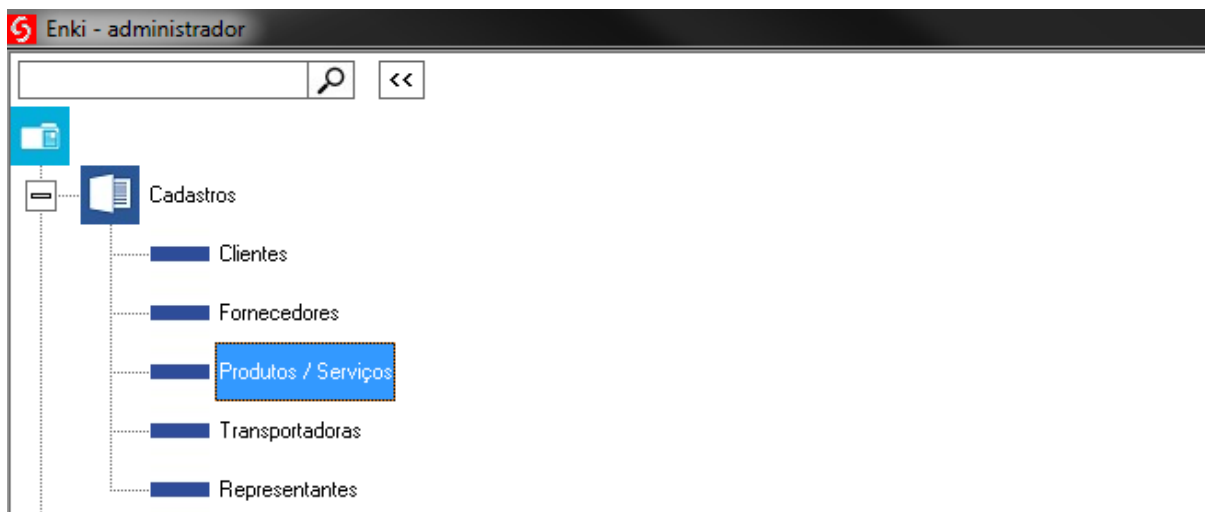 Enki - administrador
<<
Cadastros
Clientes
Fornecedores
Produtos / Serviços
Transportadoras
Representantes